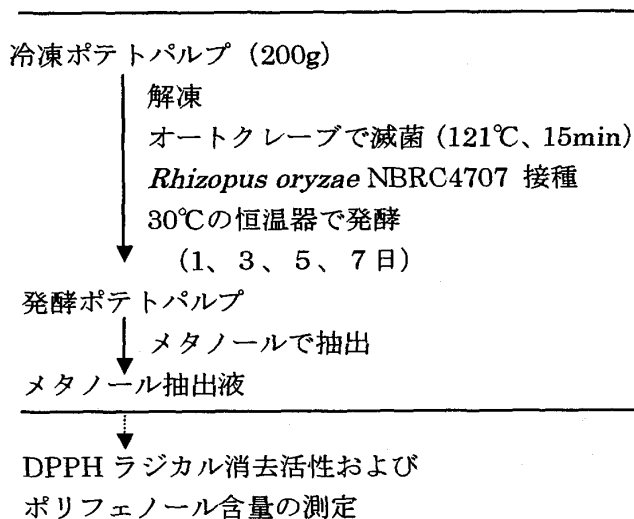 冷凍ポテトパルプ (200g)
解凍
オートクレーブで滅菌 (121℃、15min)
Rhizopus oryzae NBRC4707 接種
30℃の恒温器で発酵
(1、3、5、7日)
発酵ポテトパルプ
メタノールで抽出
メタノール抽出液
DPPH ラジカル消去活性および
ポリフェノール含量の測定